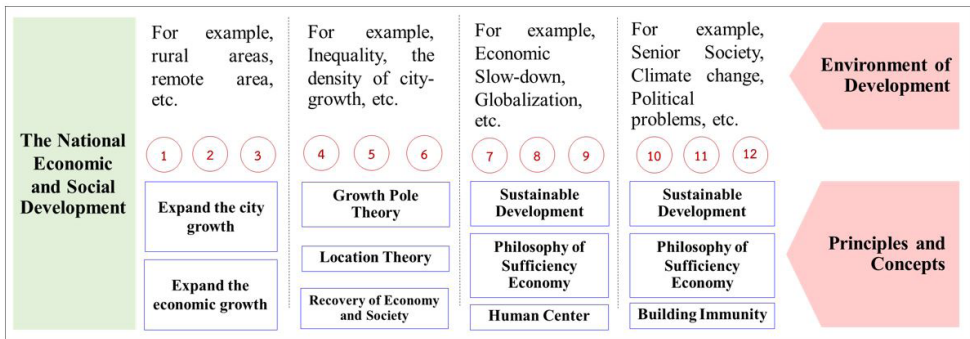 The National
Economic
and Social
Development
For example,
rural areas,
remote area,
etc.
For example,
Inequality, the
density of city-
growth, etc.
For example,
Economic
Slow-down,
Globalization,
etc.
For example,
Senior Society,
Climate change,
Political
problems, etc.
Environment of
Development
1 2 3 4 5 6 7 8 9 10 11 12
Expand the city
growth
Expand the
economic growth
Growth Pole
Theory
Location Theory
Recovery of Economy
and Society
Sustainable
Development
Philosophy of
Sufficiency
Economy
Human Center
Sustainable
Development
Philosophy of
Sufficiency
Economy
Building Immunity
Principles and
Concepts